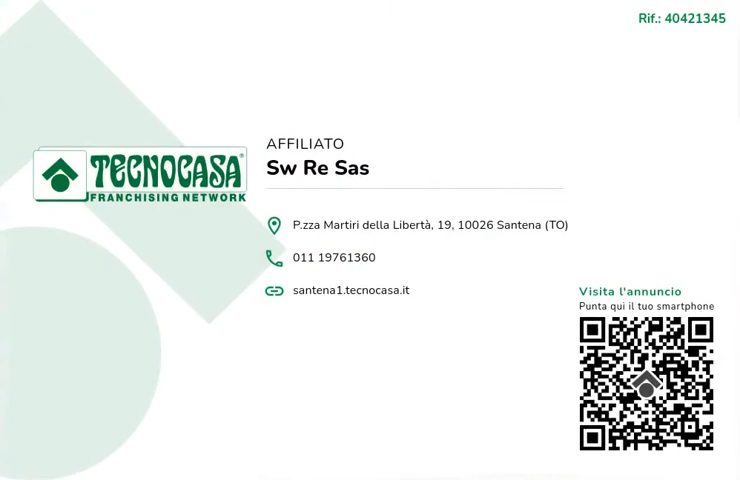 Rif.: 40421345
AFFILIATO
Sw Re Sas
TECNOCASA®
FRANCHISING NETWORK
P.zza Martiri della Libertà, 19, 10026 Santena (TO)
011 19761360
santena1.tecnocasa.it
Visita l'annuncio
Punta qui il tuo smartphone